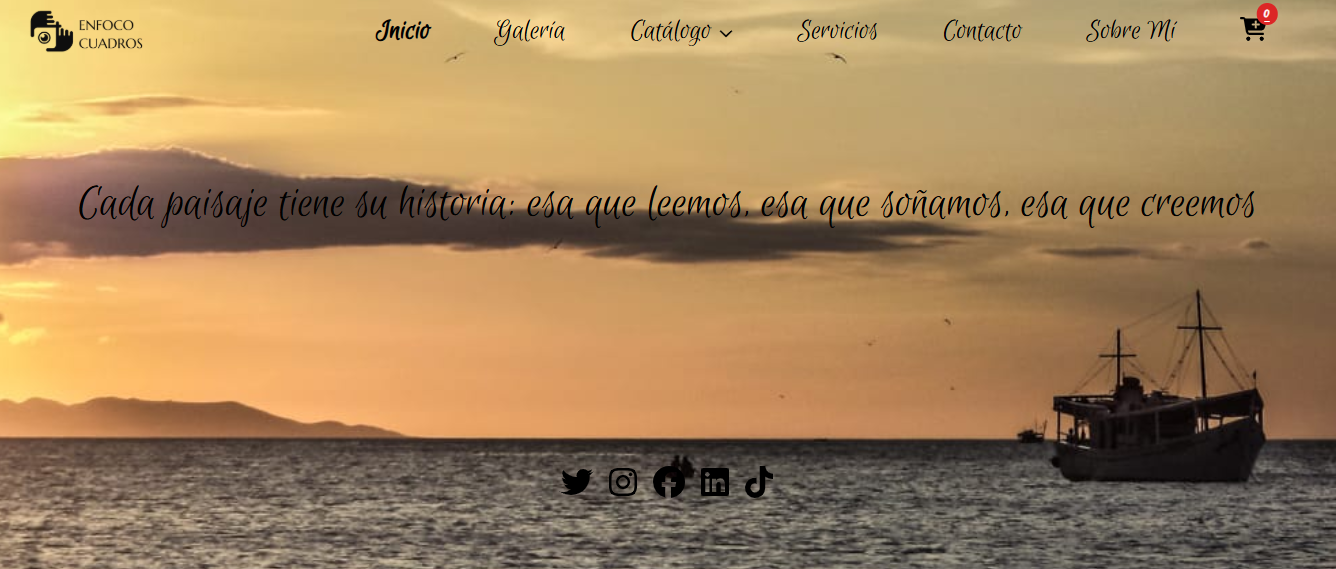 ENFOCO
CUADROS
Inicio Galería Catálogo Servicios Contacto Sobre Mí 0
Cada paisaje tiene su historia: esa que leemos, esa que soñamos, esa que creemos